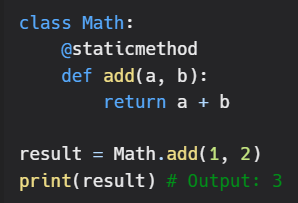 class Math:
    @staticmethod
    def add(a, b):
        return a + b

result = Math.add(1, 2)
print(result) # Output: 3